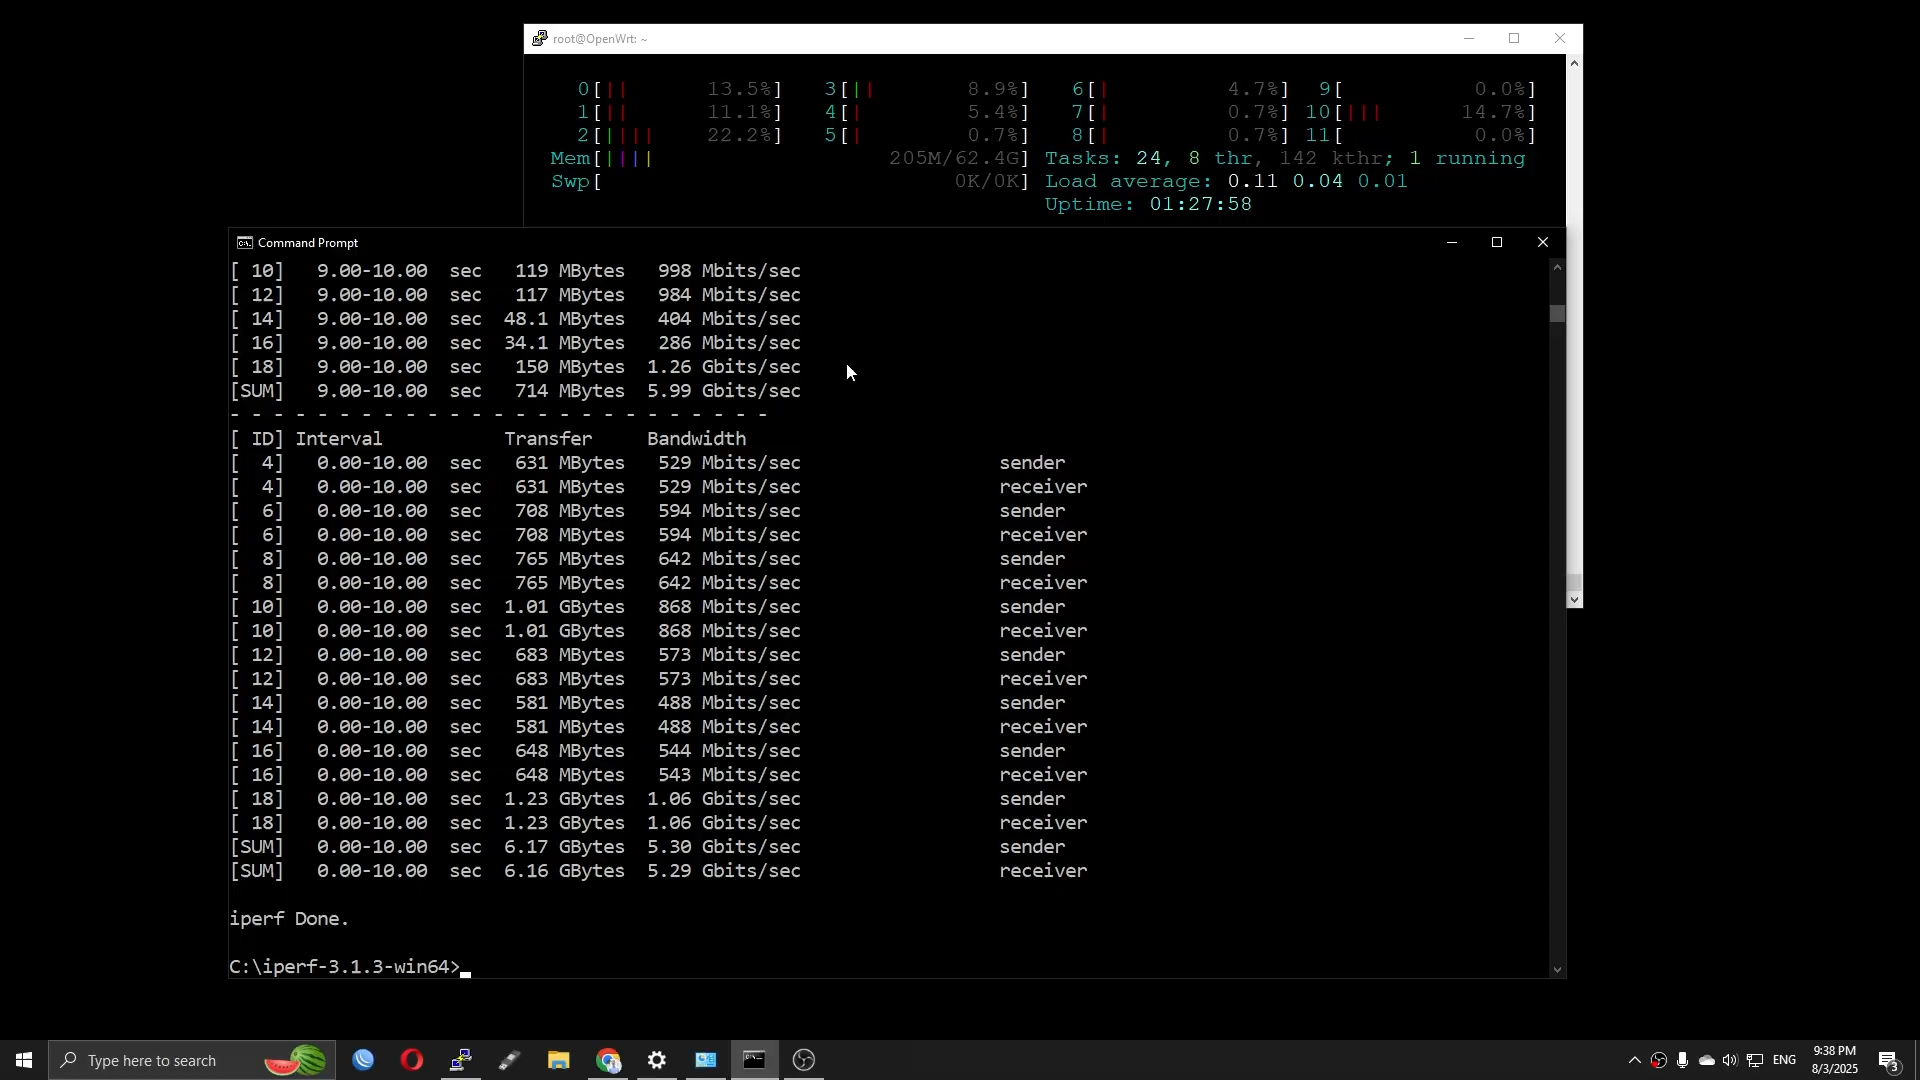 root@OpenWrt: ~
0[|| 13.5%] 3[|| 8.9%] 6[| 4.7%] 9[ 0.0%]
1[|| 11.1%] 4[| 5.4%] 7[| 0.7%] 10[||| 14.7%]
2[|||| 22.2%] 5[| 0.7%] 8[| 0.7%] 11[ 0.0%]
Mem[|||| 205M/62.4G] Tasks: 24, 8 thr, 142 kthr; 1 running
Swp[ 0K/0K] Load average: 0.11 0.04 0.01
Uptime: 01:27:58
Command Prompt
[ 10] 9.00-10.00 sec 119 MBytes 998 Mbits/sec
[ 12] 9.00-10.00 sec 117 MBytes 984 Mbits/sec
[ 14] 9.00-10.00 sec 48.1 MBytes 404 Mbits/sec
[ 16] 9.00-10.00 sec 34.1 MBytes 286 Mbits/sec
[ 18] 9.00-10.00 sec 150 MBytes 1.26 Gbits/sec
[SUM] 9.00-10.00 sec 714 MBytes 5.99 Gbits/sec
- - - - - - - - - - - - - - - - - - - - - - - - -
[ ID] Interval Transfer Bandwidth
[ 4] 0.00-10.00 sec 631 MBytes 529 Mbits/sec sender
[ 4] 0.00-10.00 sec 631 MBytes 529 Mbits/sec receiver
[ 6] 0.00-10.00 sec 708 MBytes 594 Mbits/sec sender
[ 6] 0.00-10.00 sec 708 MBytes 594 Mbits/sec receiver
[ 8] 0.00-10.00 sec 765 MBytes 642 Mbits/sec sender
[ 8] 0.00-10.00 sec 765 MBytes 642 Mbits/sec receiver
[ 10] 0.00-10.00 sec 1.01 GBytes 868 Mbits/sec sender
[ 10] 0.00-10.00 sec 1.01 GBytes 868 Mbits/sec receiver
[ 12] 0.00-10.00 sec 683 MBytes 573 Mbits/sec sender
[ 12] 0.00-10.00 sec 683 MBytes 573 Mbits/sec receiver
[ 14] 0.00-10.00 sec 581 MBytes 488 Mbits/sec sender
[ 14] 0.00-10.00 sec 581 MBytes 488 Mbits/sec receiver
[ 16] 0.00-10.00 sec 648 MBytes 544 Mbits/sec sender
[ 16] 0.00-10.00 sec 648 MBytes 543 Mbits/sec receiver
[ 18] 0.00-10.00 sec 1.23 GBytes 1.06 Gbits/sec sender
[ 18] 0.00-10.00 sec 1.23 GBytes 1.06 Gbits/sec receiver
[SUM] 0.00-10.00 sec 6.17 GBytes 5.30 Gbits/sec sender
[SUM] 0.00-10.00 sec 6.16 GBytes 5.29 Gbits/sec receiver
iperf Done.
C:\iperf-3.1.3-win64>
Type here to search
ENG
9:38 PM
8/3/2025
3